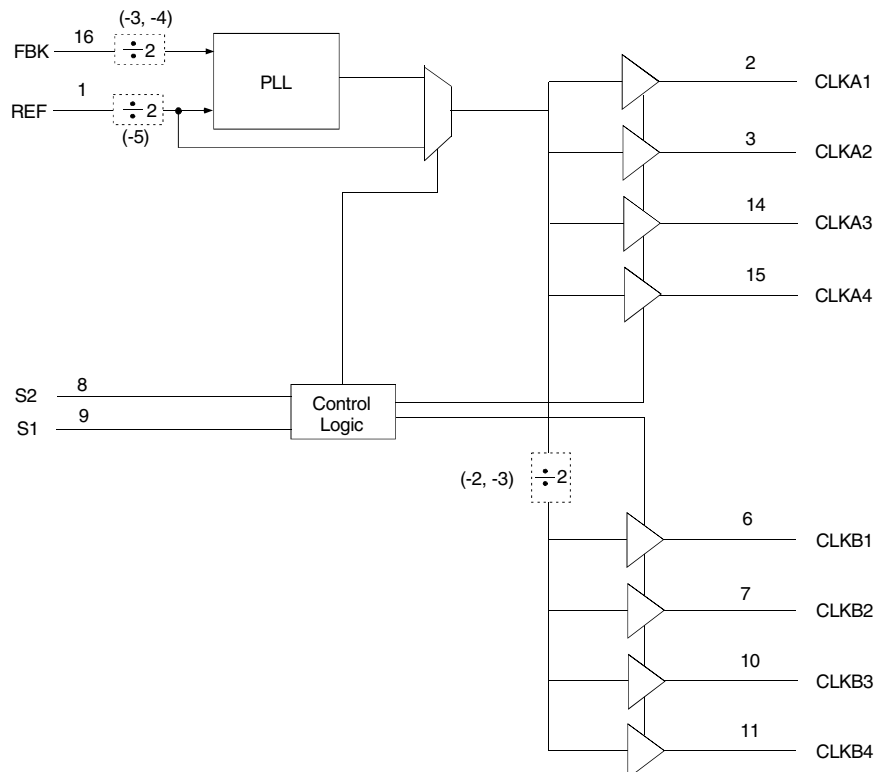 (-3, -4)
FBK 16 ÷ 2
PLL
REF 1 ÷ 2
(-5)
2 CLKA1
3 CLKA2
14 CLKA3
15 CLKA4
S2 8
S1 9
Control
Logic
(-2, -3) ÷ 2
6 CLKB1
7 CLKB2
10 CLKB3
11 CLKB4